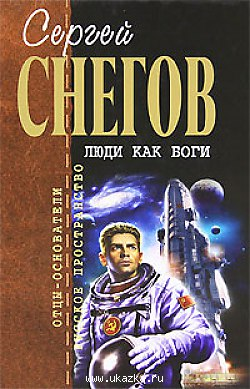 Сергей
СНЕГОВ
ЛЮДИ КАК БОГИ
ОТЦЫ-ОСНОВАТЕЛИ
РУССКОЕ ПРОСТРАНСТВО
www.ukazka.ru